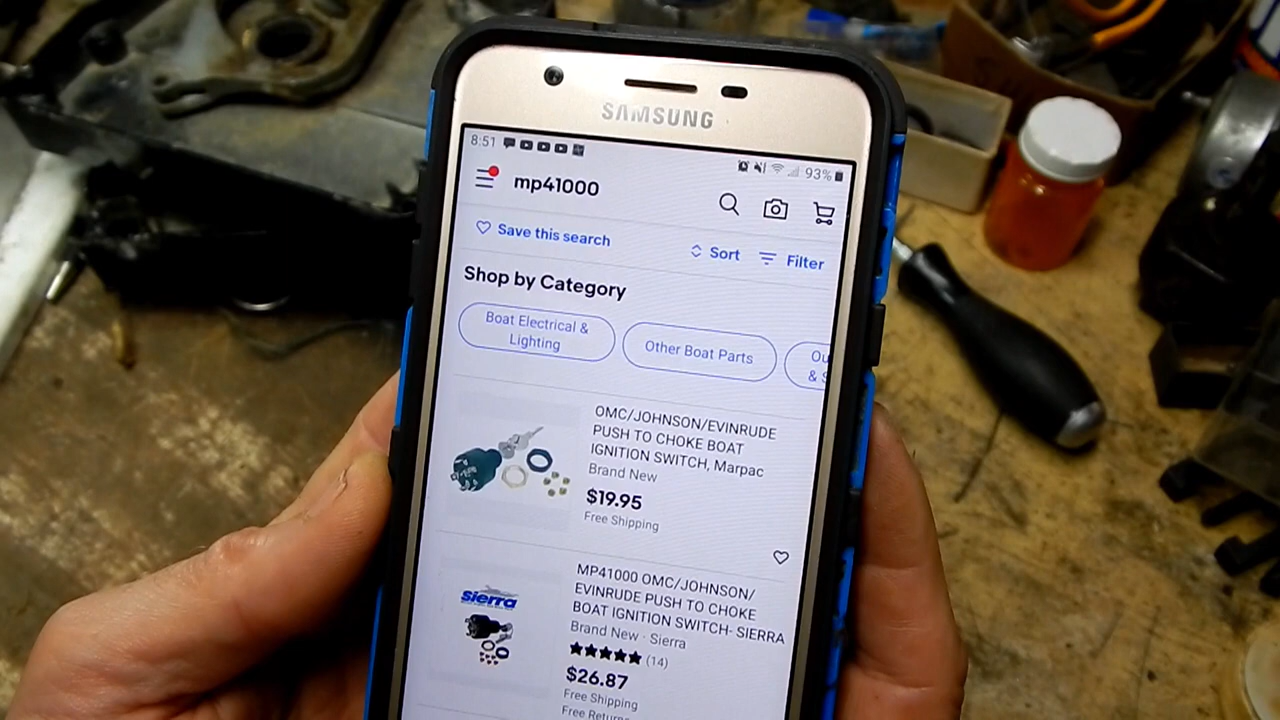 SAMSUNG
8:51
93%
mp41000
Save this search
Sort
Filter
Shop by Category
Boat Electrical &
Lighting
Other Boat Parts
Ou
& S
OMC/JOHNSON/EVINRUDE
PUSH TO CHOKE BOAT
IGNITION SWITCH, Marpac
Brand New
$19.95
Free Shipping
sierra
MP41000 OMC/JOHNSON/
EVINRUDE PUSH TO CHOKE
BOAT IGNITION SWITCH- SIERRA
Brand New · Sierra
(14)
$26.87
Free Shipping
Free Returns